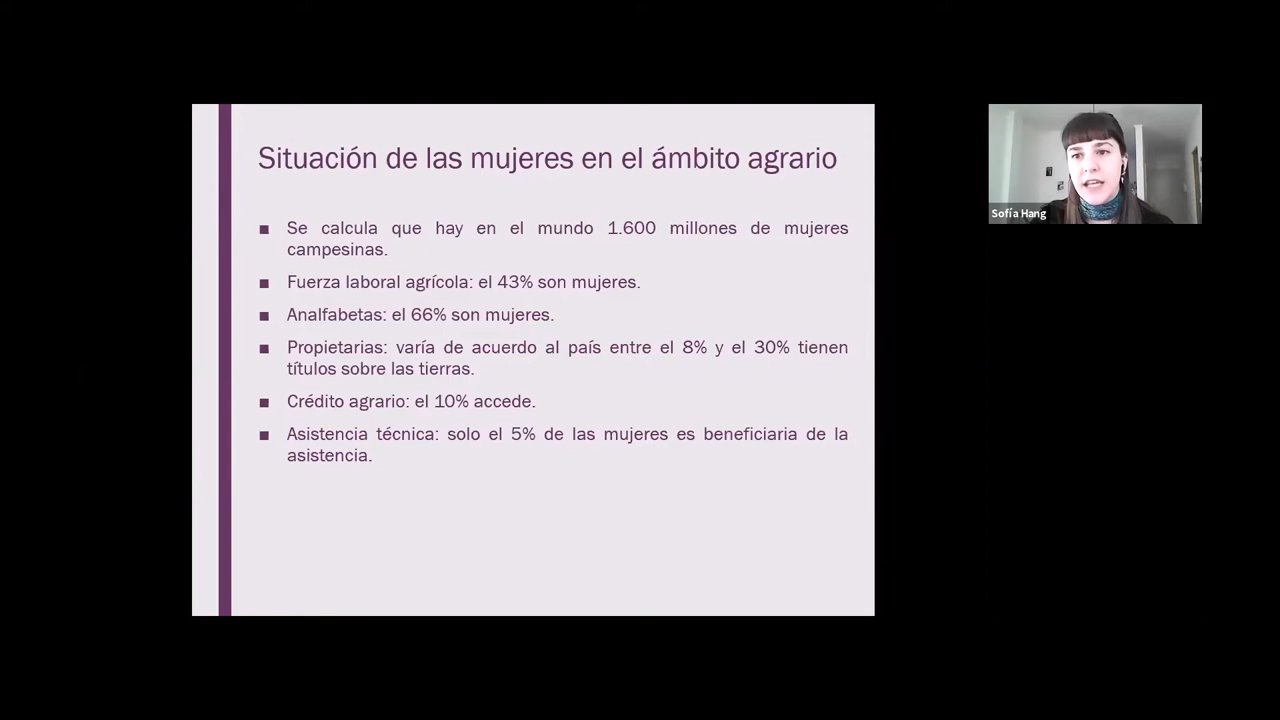 Situación de las mujeres en el ámbito agrario
■ Se calcula que hay en el mundo 1.600 millones de mujeres
campesinas.
■ Fuerza laboral agrícola: el 43% son mujeres.
■ Analfabetas: el 66% son mujeres.
■ Propietarias: varía de acuerdo al país entre el 8% y el 30% tienen
títulos sobre las tierras.
■ Crédito agrario: el 10% accede.
■ Asistencia técnica: solo el 5% de las mujeres es beneficiaria de la
asistencia.
Sofía Hang